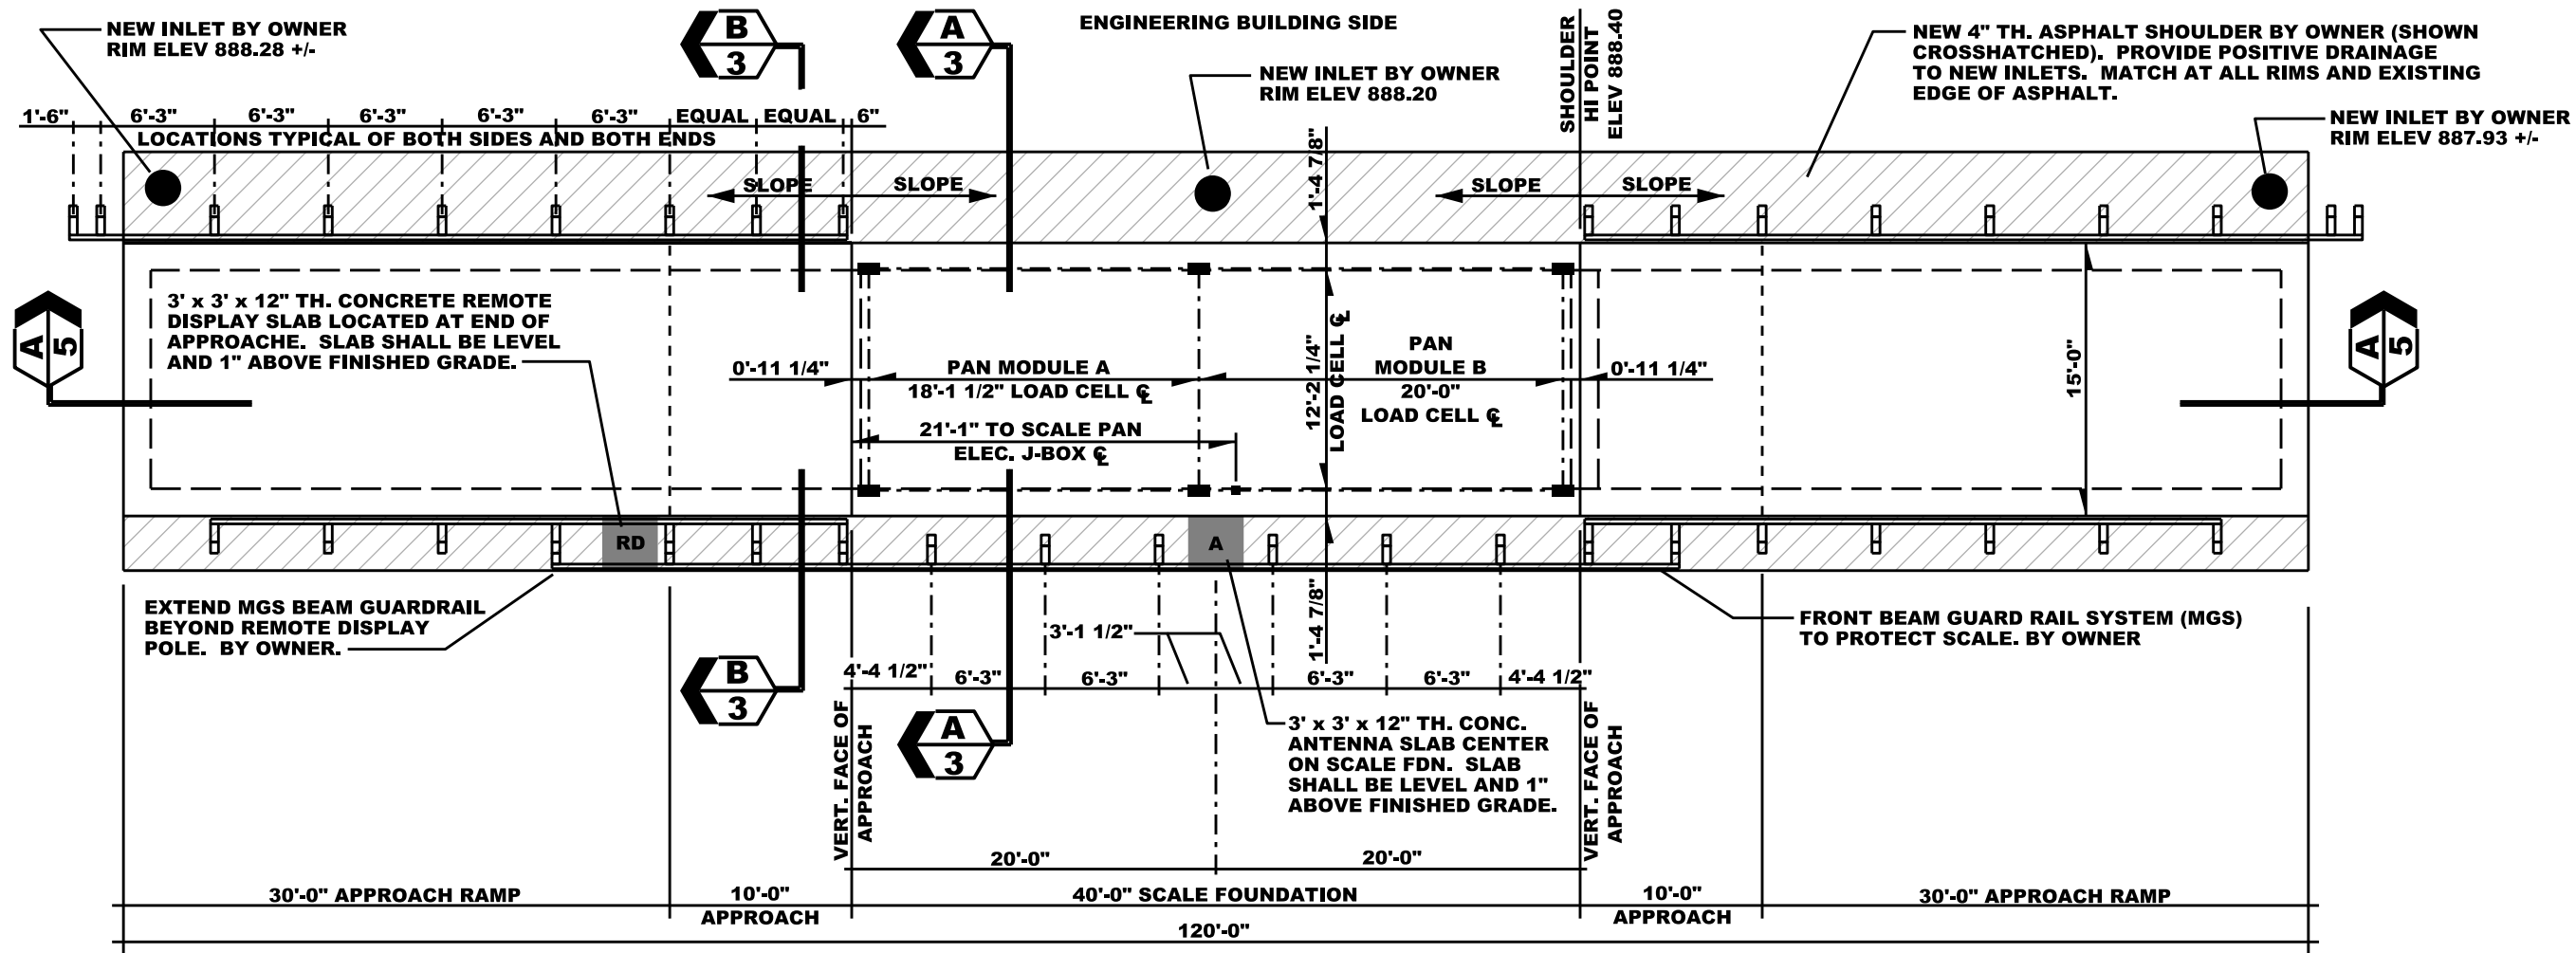 NEW INLET BY OWNER
RIM ELEV 888.28 +/-
B
3
A
3
ENGINEERING BUILDING SIDE
NEW INLET BY OWNER
RIM ELEV 888.20
SHOULDER
HI POINT
ELEV 888.40
NEW 4" TH. ASPHALT SHOULDER BY OWNER (SHOWN
CROSSHATCHED).  PROVIDE POSITIVE DRAINAGE
TO NEW INLETS.  MATCH AT ALL RIMS AND EXISTING
EDGE OF ASPHALT.
NEW INLET BY OWNER
RIM ELEV 887.93 +/-
1'-6" 6'-3" 6'-3" 6'-3" 6'-3" 6'-3" EQUAL EQUAL 6"
LOCATIONS TYPICAL OF BOTH SIDES AND BOTH ENDS
1'-4 7/8"
SLOPE SLOPE SLOPE SLOPE
3' x 3' x 12" TH. CONCRETE REMOTE
DISPLAY SLAB LOCATED AT END OF
APPROACHE.  SLAB SHALL BE LEVEL
AND 1" ABOVE FINISHED GRADE.
A
5
0'-11 1/4"
PAN MODULE A
18'-1 1/2" LOAD CELL ℄
21'-1" TO SCALE PAN
ELEC. J-BOX ℄
12'-2 1/4"
LOAD CELL ℄
PAN
MODULE B
20'-0"
LOAD CELL ℄
0'-11 1/4"
15'-0"
A
5
RD
A
EXTEND MGS BEAM GUARDRAIL
BEYOND REMOTE DISPLAY
POLE.  BY OWNER.
B
3
A
3
3'-1 1/2"
1'-4 7/8"
FRONT BEAM GUARD RAIL SYSTEM (MGS)
TO PROTECT SCALE. BY OWNER
4'-4 1/2" 6'-3" 6'-3" 6'-3" 6'-3" 4'-4 1/2"
VERT. FACE OF
APPROACH
3' x 3' x 12" TH. CONC.
ANTENNA SLAB CENTER
ON SCALE FDN.  SLAB
SHALL BE LEVEL AND 1"
ABOVE FINISHED GRADE.
VERT. FACE OF
APPROACH
20'-0" 20'-0"
30'-0" APPROACH RAMP
10'-0"
APPROACH
40'-0" SCALE FOUNDATION
10'-0"
APPROACH
30'-0" APPROACH RAMP
120'-0"